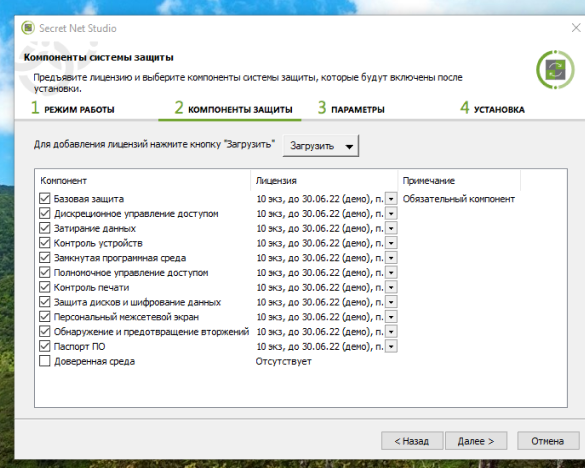 Secret Net Studio
Компоненты системы защиты
Предъявите лицензию и выберите компоненты системы защиты, которые будут включены после
установки.
1 РЕЖИМ РАБОТЫ 2 КОМПОНЕНТЫ ЗАЩИТЫ 3 ПАРАМЕТРЫ 4 УСТАНОВКА
Для добавления лицензий нажмите кнопку "Загрузить" Загрузить
Компонент Лицензия Примечание
Базовая защита 10 экз, до 30.06.22 (демо), п. Обязательный компонент
Дискреционное управление доступом 10 экз, до 30.06.22 (демо), п.
Затирание данных 10 экз, до 30.06.22 (демо), п.
Контроль устройств 10 экз, до 30.06.22 (демо), п.
Замкнутая программная среда 10 экз, до 30.06.22 (демо), п.
Полномочное управление доступом 10 экз, до 30.06.22 (демо), п.
Контроль печати 10 экз, до 30.06.22 (демо), п.
Защита дисков и шифрование данных 10 экз, до 30.06.22 (демо), п.
Персональный межсетевой экран 10 экз, до 30.06.22 (демо), п.
Обнаружение и предотвращение вторжений 10 экз, до 30.06.22 (демо), п.
Паспорт ПО 10 экз, до 30.06.22 (демо), п.
Доверенная среда Отсутствует
< Назад Далее > Отмена